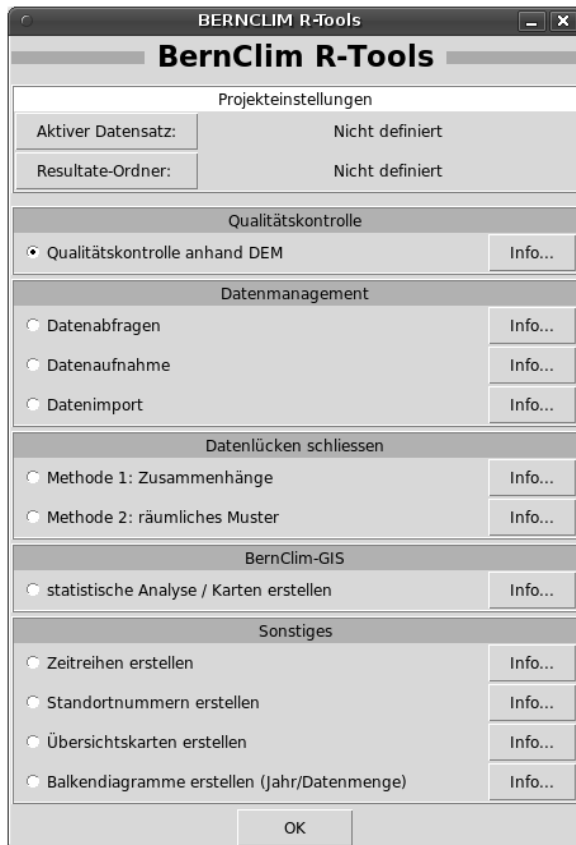 BERNCLIM R-Tools
BernClim R-Tools
Projekteinstellungen
Aktiver Datensatz: Nicht definiert
Resultate-Ordner: Nicht definiert
Qualitätskontrolle
Qualitätskontrolle anhand DEM Info...
Datenmanagement
Datenabfragen Info...
Datenaufnahme Info...
Datenimport Info...
Datenlücken schliessen
Methode 1: Zusammenhänge Info...
Methode 2: räumliches Muster Info...
BernClim-GIS
statistische Analyse / Karten erstellen Info...
Sonstiges
Zeitreihen erstellen Info...
Standortnummern erstellen Info...
Übersichtskarten erstellen Info...
Balkendiagramme erstellen (Jahr/Datenmenge) Info...
OK